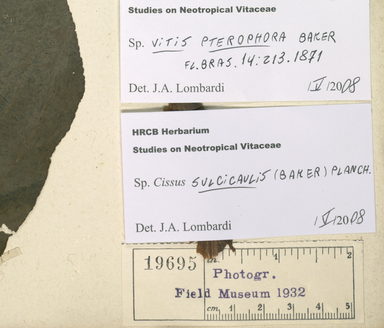 Studies on Neotropical Vitaceae
Sp. VITIS PTEROPHORA BAKER
FL. BRAS. 14:213.1871
Det. J.A. Lombardi /V/2008
HRCB Herbarium
Studies on Neotropical Vitaceae
Sp. Cissus SULCICAULIS (BAKER) PLANCH.
Det. J.A. Lombardi /V/2008
19695
in. 1 2
Photogr.
Field Museum 1932
cm. 1 2 3 4 5